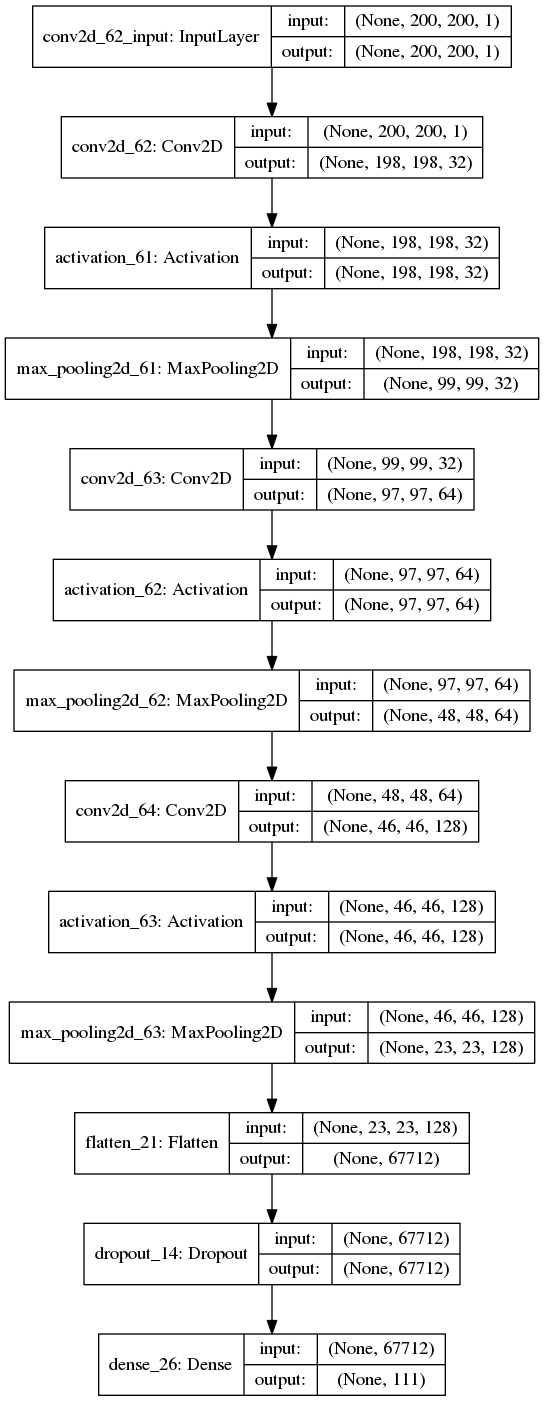 conv2d_62_input: InputLayer
input: (None, 200, 200, 1)
output: (None, 200, 200, 1)
conv2d_62: Conv2D
input: (None, 200, 200, 1)
output: (None, 198, 198, 32)
activation_61: Activation
input: (None, 198, 198, 32)
output: (None, 198, 198, 32)
max_pooling2d_61: MaxPooling2D
input: (None, 198, 198, 32)
output: (None, 99, 99, 32)
conv2d_63: Conv2D
input: (None, 99, 99, 32)
output: (None, 97, 97, 64)
activation_62: Activation
input: (None, 97, 97, 64)
output: (None, 97, 97, 64)
max_pooling2d_62: MaxPooling2D
input: (None, 97, 97, 64)
output: (None, 48, 48, 64)
conv2d_64: Conv2D
input: (None, 48, 48, 64)
output: (None, 46, 46, 128)
activation_63: Activation
input: (None, 46, 46, 128)
output: (None, 46, 46, 128)
max_pooling2d_63: MaxPooling2D
input: (None, 46, 46, 128)
output: (None, 23, 23, 128)
flatten_21: Flatten
input: (None, 23, 23, 128)
output: (None, 67712)
dropout_14: Dropout
input: (None, 67712)
output: (None, 67712)
dense_26: Dense
input: (None, 67712)
output: (None, 111)